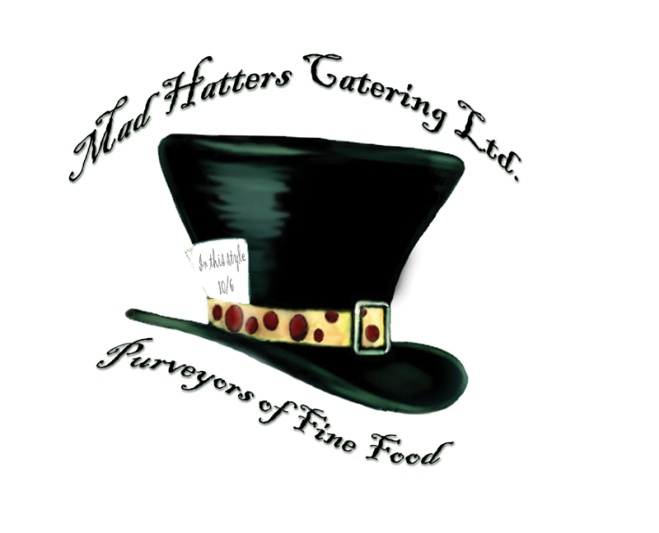 Mad Hatters Catering Ltd.
In this style
10/6
Purveyors of Fine Food